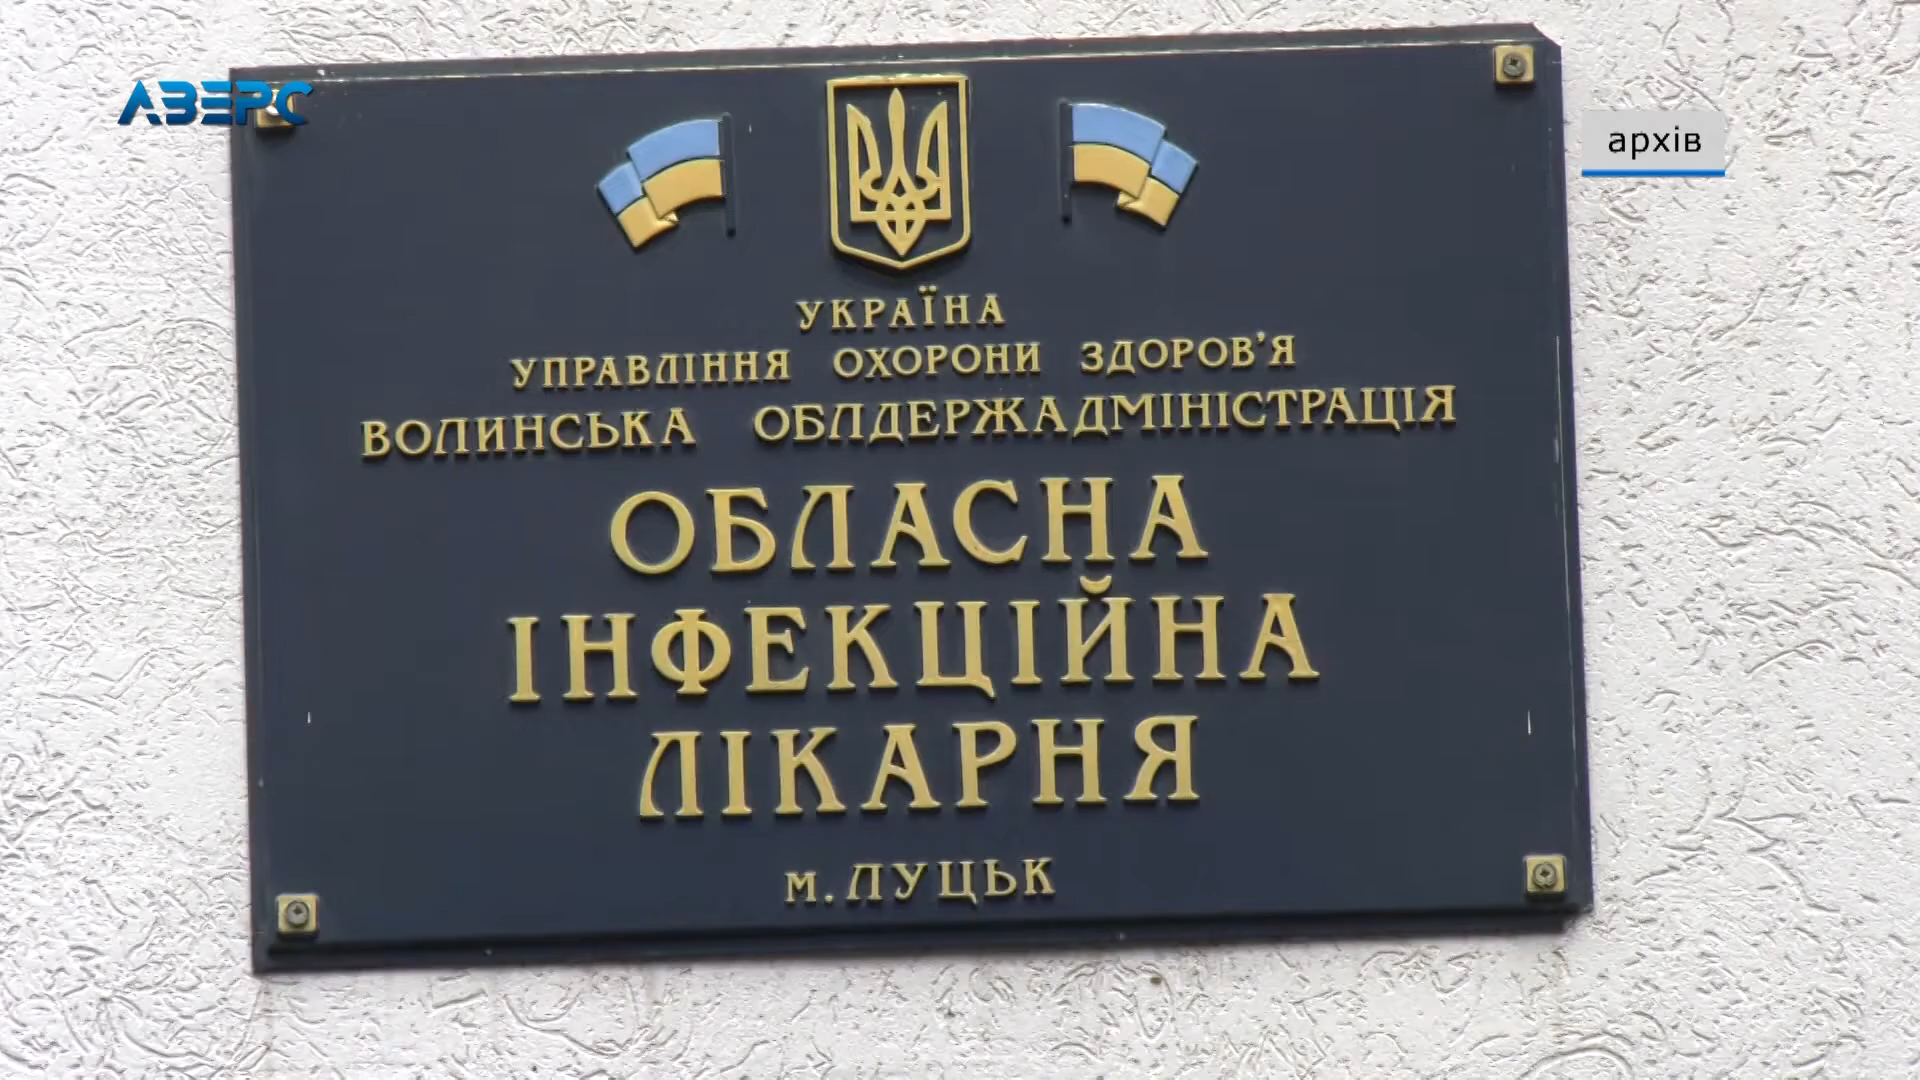 АВЕРС
архів
УКРАЇНА
УПРАВЛІННЯ ОХОРОНИ ЗДОРОВ'Я
ВОЛИНСЬКА ОБЛДЕРЖАДМІНІСТРАЦІЯ
ОБЛАСНА
ІНФЕКЦІЙНА
ЛІКАРНЯ
м. ЛУЦЬК